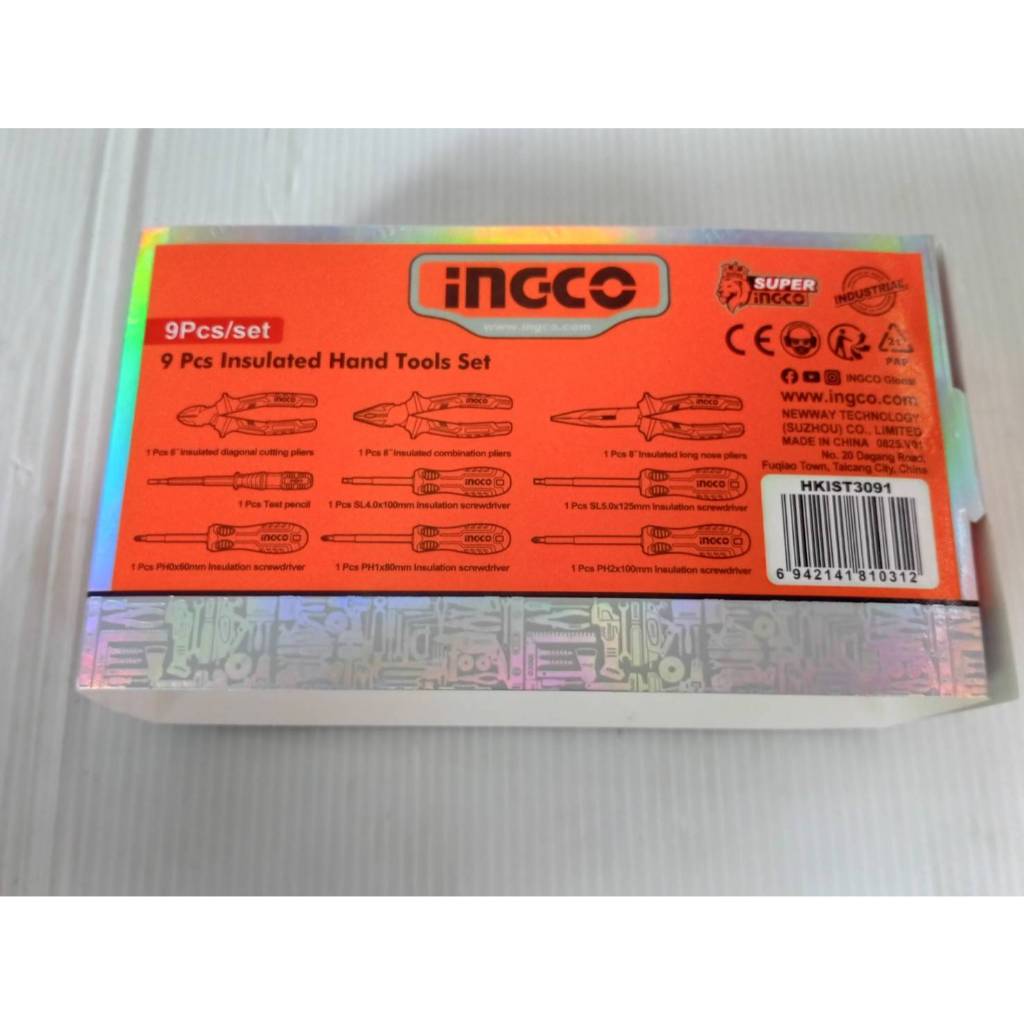 INGCO
www.ingco.com
SUPER
INGCO
INDUSTRIAL
9Pcs/set
9 Pcs Insulated Hand Tools Set
CE
21
PAP
INGCO Global
www.ingco.com
NEWWAY TECHNOLOGY
(SUZHOU) CO., LIMITED
MADE IN CHINA 0825.V01
No. 20 Dagang Road,
Fuqiao Town, Taicang City, China
1 Pcs 6" Insulated diagonal cutting pliers
1 Pcs 8" Insulated combination pliers
1 Pcs 8" Insulated long nose pliers
1 Pcs Test pencil
1 Pcs SL4.0x100mm Insulation screwdriver
1 Pcs SL5.0x125mm Insulation screwdriver
1 Pcs PH0x60mm Insulation screwdriver
1 Pcs PH1x80mm Insulation screwdriver
1 Pcs PH2x100mm Insulation screwdriver
HKIST3091
6 942141 810312